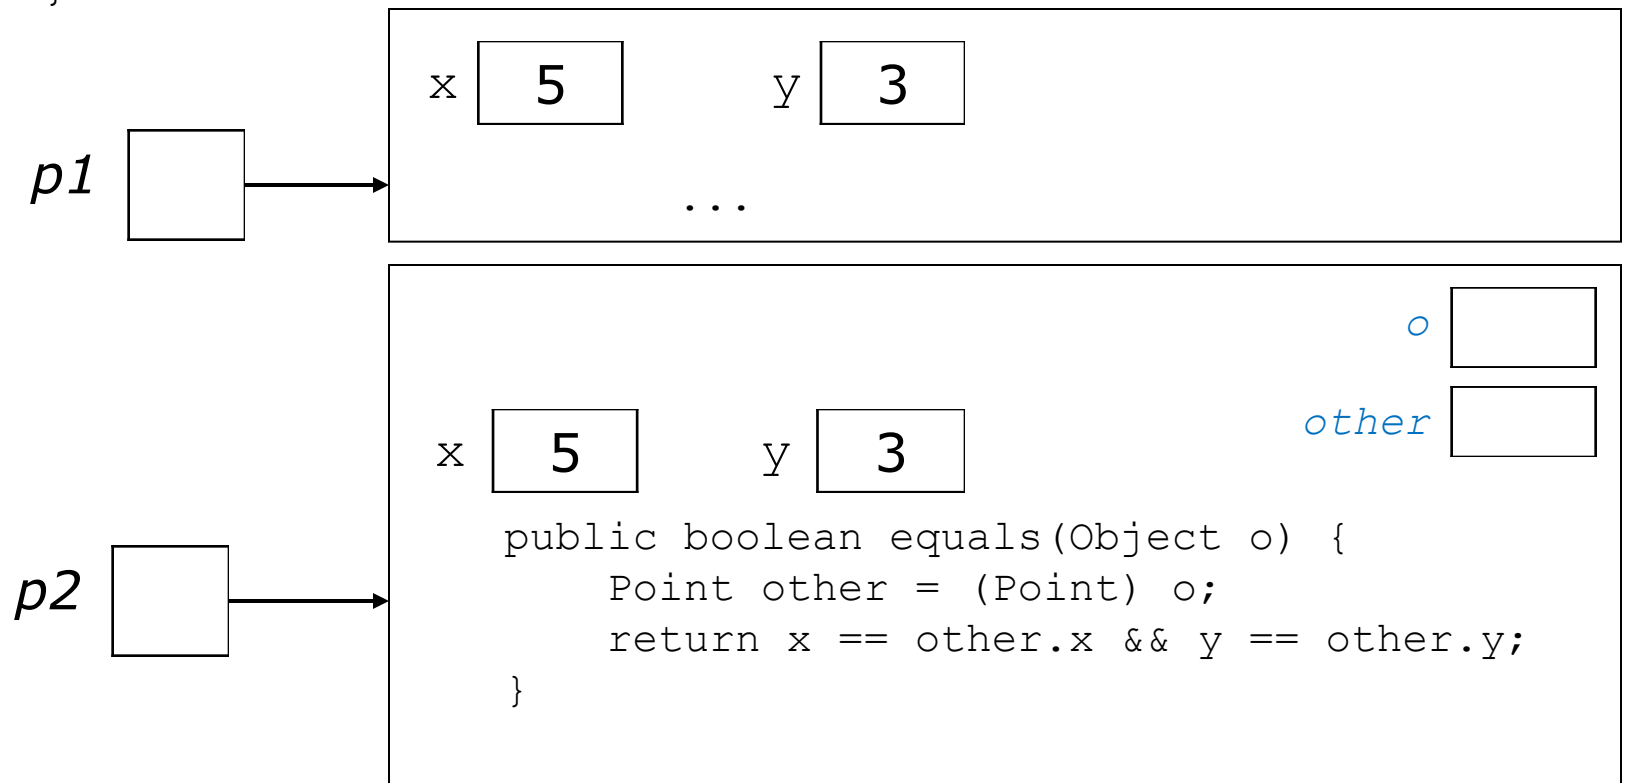 }
x 5 y 3
p1
...
o
other
x 5 y 3
public boolean equals(Object o) {
Point other = (Point) o;
p2
return x == other.x && y == other.y;
}